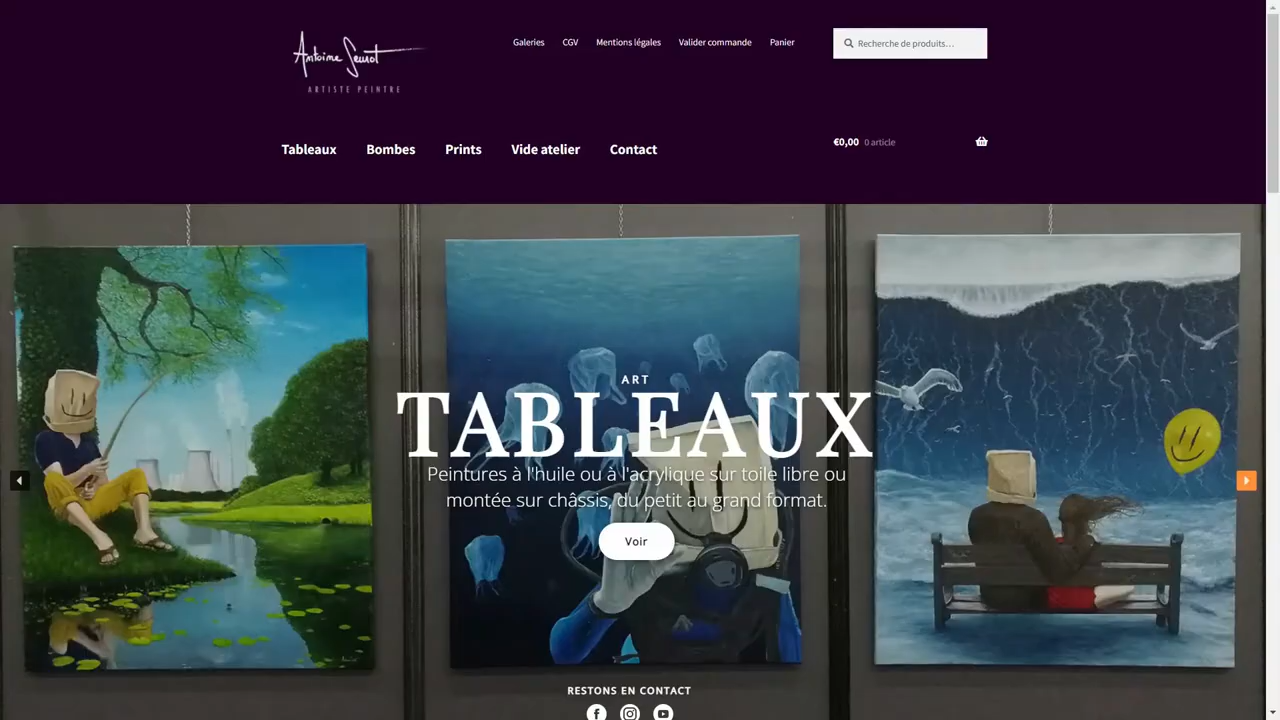 Antoine Seurot
ARTISTE PEINTRE
Galeries
CGV
Mentions légales
Valider commande
Panier
Recherche de produits…
Tableaux
Bombes
Prints
Vide atelier
Contact
€0,00 0 article
ART
TABLEAUX
Peintures à l'huile ou à l'acrylique sur toile libre ou
montée sur châssis, du petit au grand format.
Voir
RESTONS EN CONTACT